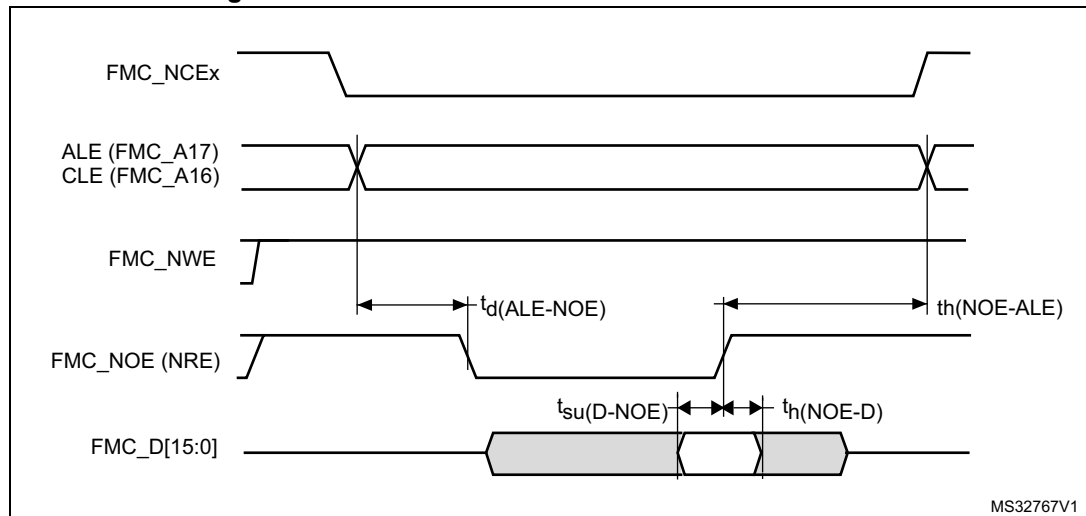 FMC_NCEx
ALE (FMC_A17)
CLE (FMC_A16)
FMC_NWE
td(ALE-NOE)
th(NOE-ALE)
FMC_NOE (NRE)
tsu(D-NOE)
th(NOE-D)
FMC_D[15:0]
MS32767V1